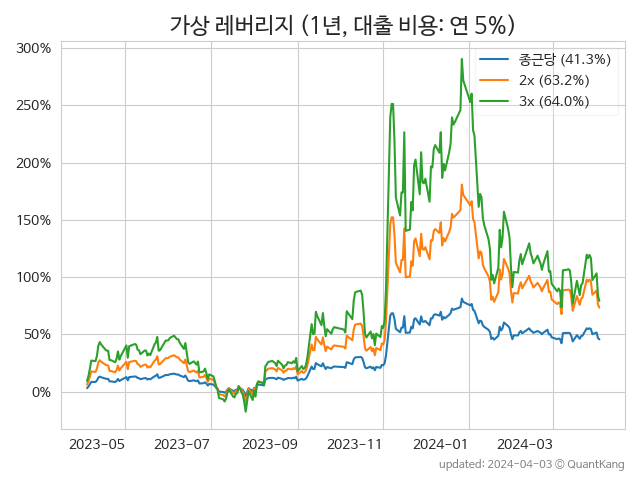 가상 레버리지 (1년, 대출 비용: 연 5%)
300%
250%
200%
150%
100%
50%
0%
종근당 (41.3%)
2x (63.2%)
3x (64.0%)
2023-05
2023-07
2023-09
2023-11
2024-01
2024-03
updated: 2024-04-03 © QuantKang